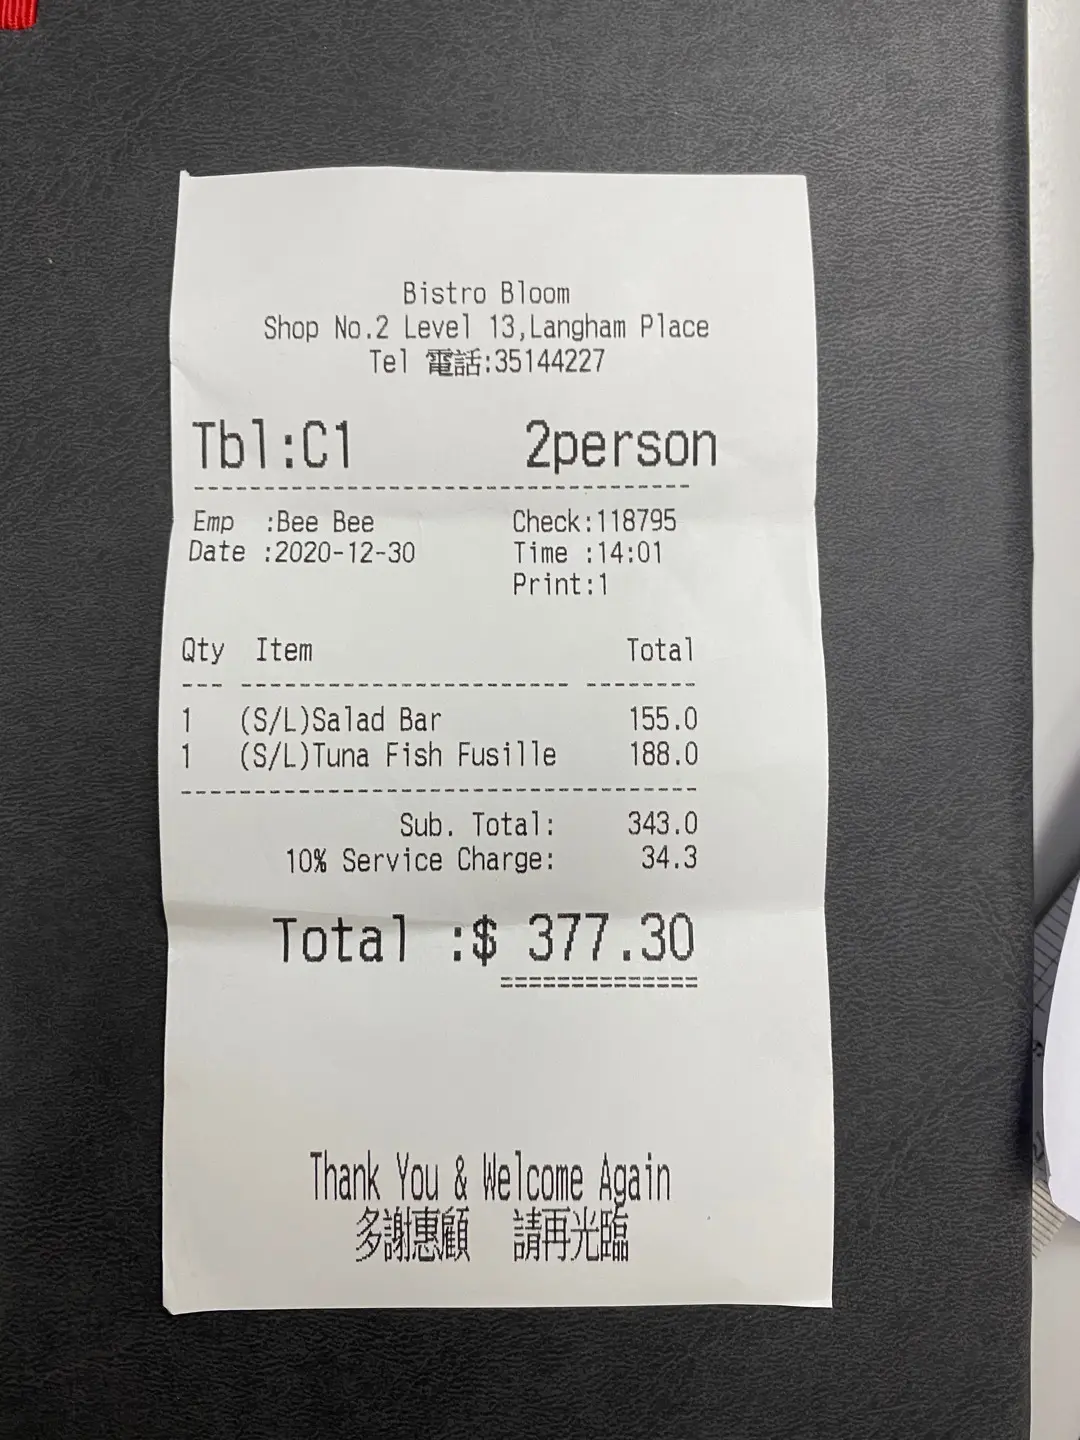 Bistro Bloom
Shop No.2 Level 13,Langham Place
Tel 電話:35144227
Tbl:C1 2person
Emp :Bee Bee Check:118795
Date :2020-12-30 Time :14:01
Print:1
Qty Item Total
1 (S/L)Salad Bar 155.0
1 (S/L)Tuna Fish Fusille 188.0
Sub. Total: 343.0
10% Service Charge: 34.3
Total :$ 377.30
Thank You & Welcome Again
多謝惠顧 請再光臨